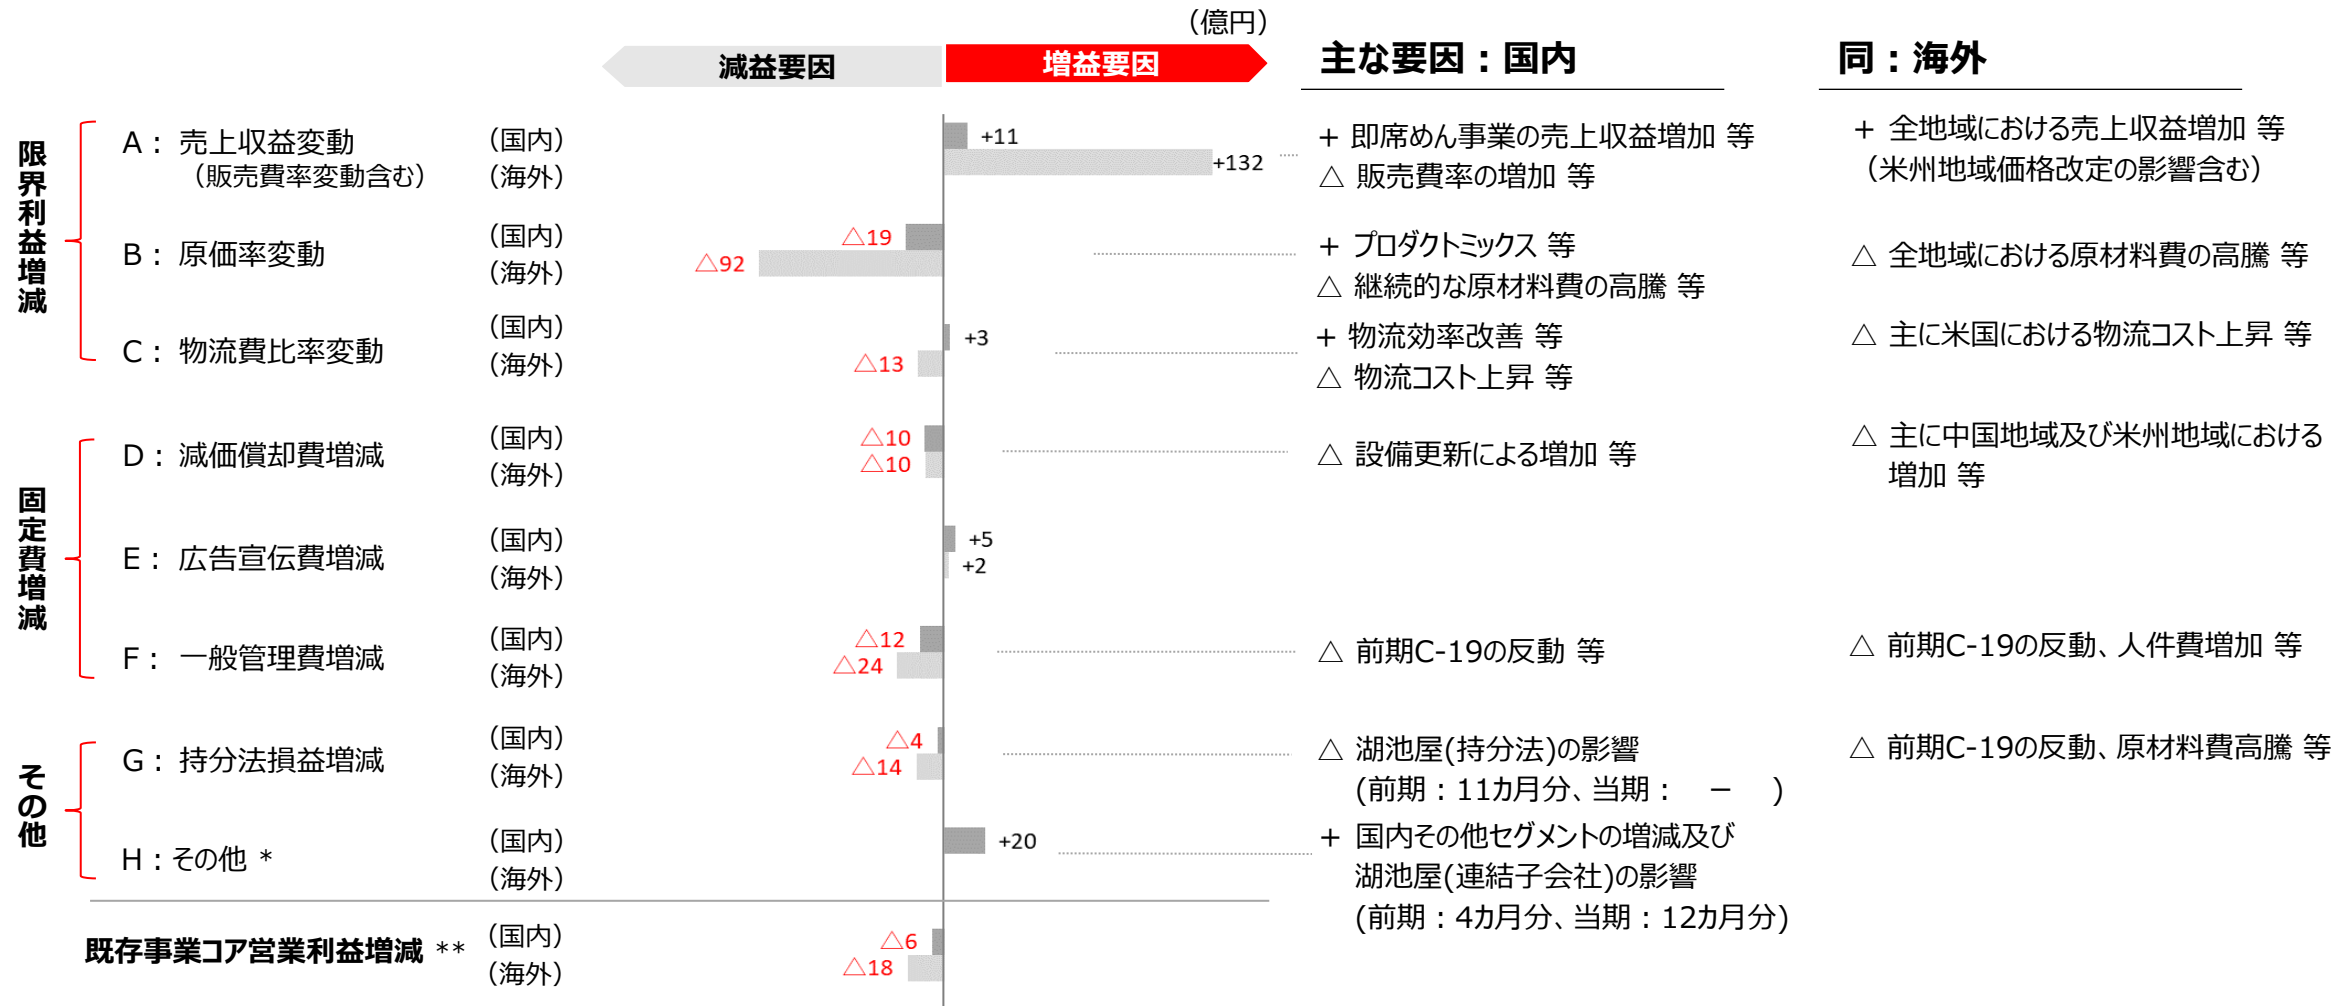 （億円）
減益要因
増益要因
主な要因：国内
同：海外
限界利益増減
A： 売上収益変動
（販売費率変動含む）
（国内）
（海外）
+11
+132
＋ 即席めん事業の売上収益増加 等
△ 販売費率の増加 等
＋ 全地域における売上収益増加 等
（米州地域価格改定の影響含む）
B： 原価率変動
（国内）
（海外）
△19
△92
＋ プロダクトミックス 等
△ 継続的な原材料費の高騰 等
△ 全地域における原材料費の高騰 等
C： 物流費比率変動
（国内）
（海外）
+3
△13
＋ 物流効率改善 等
△ 物流コスト上昇 等
△ 主に米国における物流コスト上昇 等
固定費増減
D： 減価償却費増減
（国内）
（海外）
△10
△10
△ 設備更新による増加 等
△ 主に中国地域及び米州地域における
増加 等
E： 広告宣伝費増減
（国内）
（海外）
+5
+2
F： 一般管理費増減
（国内）
（海外）
△12
△24
△ 前期C-19の反動 等
△ 前期C-19の反動、人件費増加 等
その他
G： 持分法損益増減
（国内）
（海外）
△4
△14
△ 湖池屋(持分法)の影響
(前期：11カ月分、当期： － )
△ 前期C-19の反動、原材料費高騰 等
H：その他 *
（国内）
（海外）
+20
＋ 国内その他セグメントの増減及び
湖池屋(連結子会社)の影響
(前期：4カ月分、当期：12カ月分)
既存事業コア営業利益増減 **
（国内）
（海外）
△6
△18